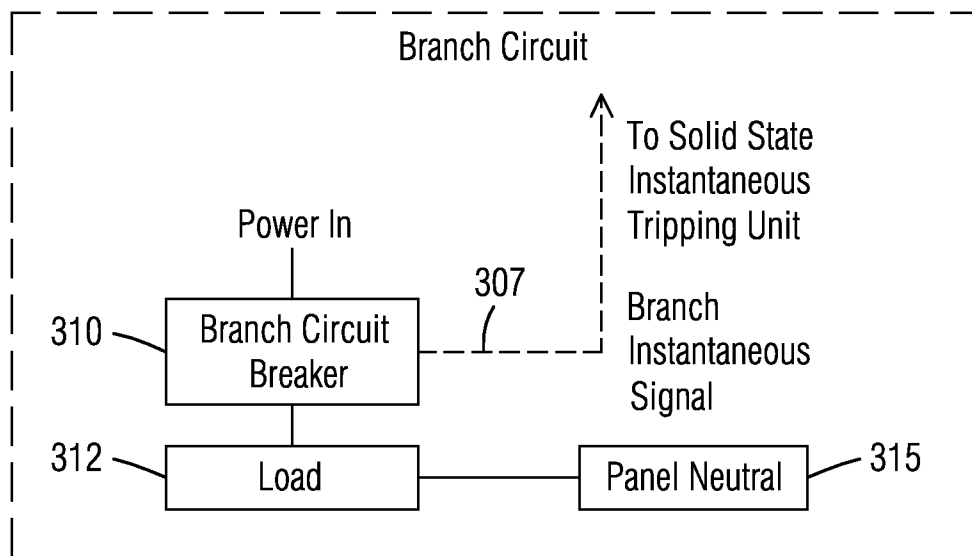 Branch Circuit
To Solid State
Instantaneous
Tripping Unit
Power In
307
310
Branch Circuit
Breaker
Branch
Instantaneous
Signal
312
Load
Panel Neutral
315